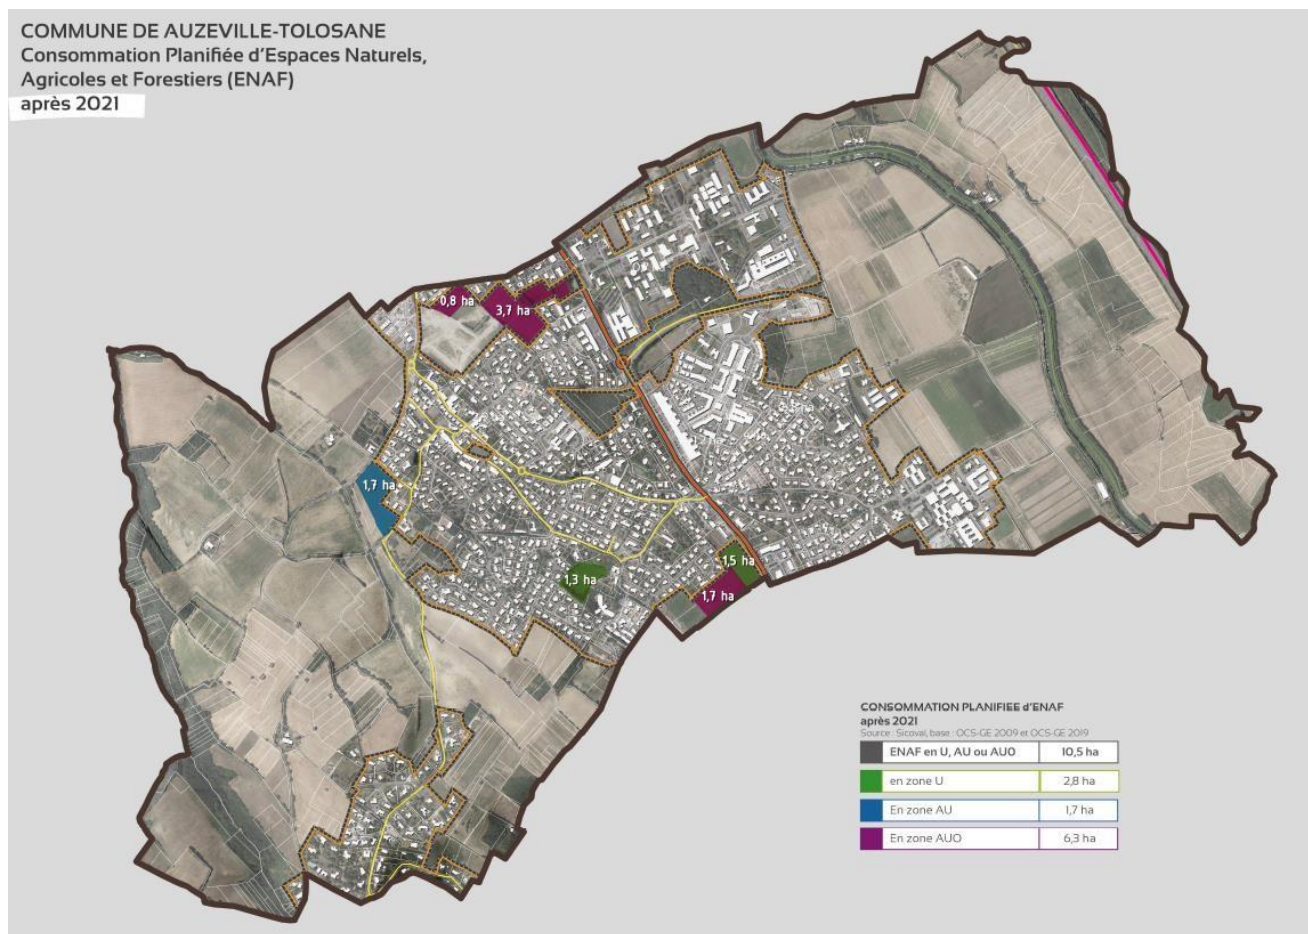 COMMUNE DE AUZEVILLE-TOLOSANE
Consommation Planifiée d'Espaces Naturels,
Agricoles et Forestiers (ENAF)
après 2021
0,8 ha
3,7 ha
1,7 ha
1,5 ha
1,3 ha
1,7 ha
CONSOMMATION PLANIFIEE d'ENAF
après 2021
Source : Sicoval, base : OCS-GE 2009 et OCS-GE 2019
ENAF en U, AU ou AU0 10,5 ha
en zone U 2,8 ha
En zone AU 1,7 ha
En zone AU0 6,3 ha